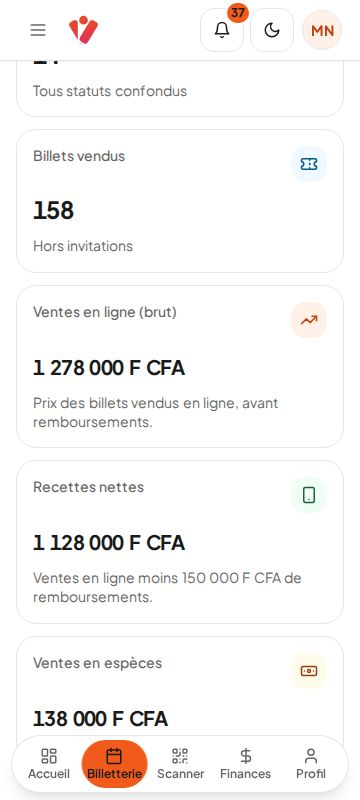 37
MN
Tous statuts confondus
Billets vendus
158
Hors invitations
Ventes en ligne (brut)
1 278 000 F CFA
Prix des billets vendus en ligne, avant
remboursements.
Recettes nettes
1 128 000 F CFA
Ventes en ligne moins 150 000 F CFA de
remboursements.
Ventes en espèces
138 000 F CFA
Accueil
Billetterie
Scanner
Finances
Profil